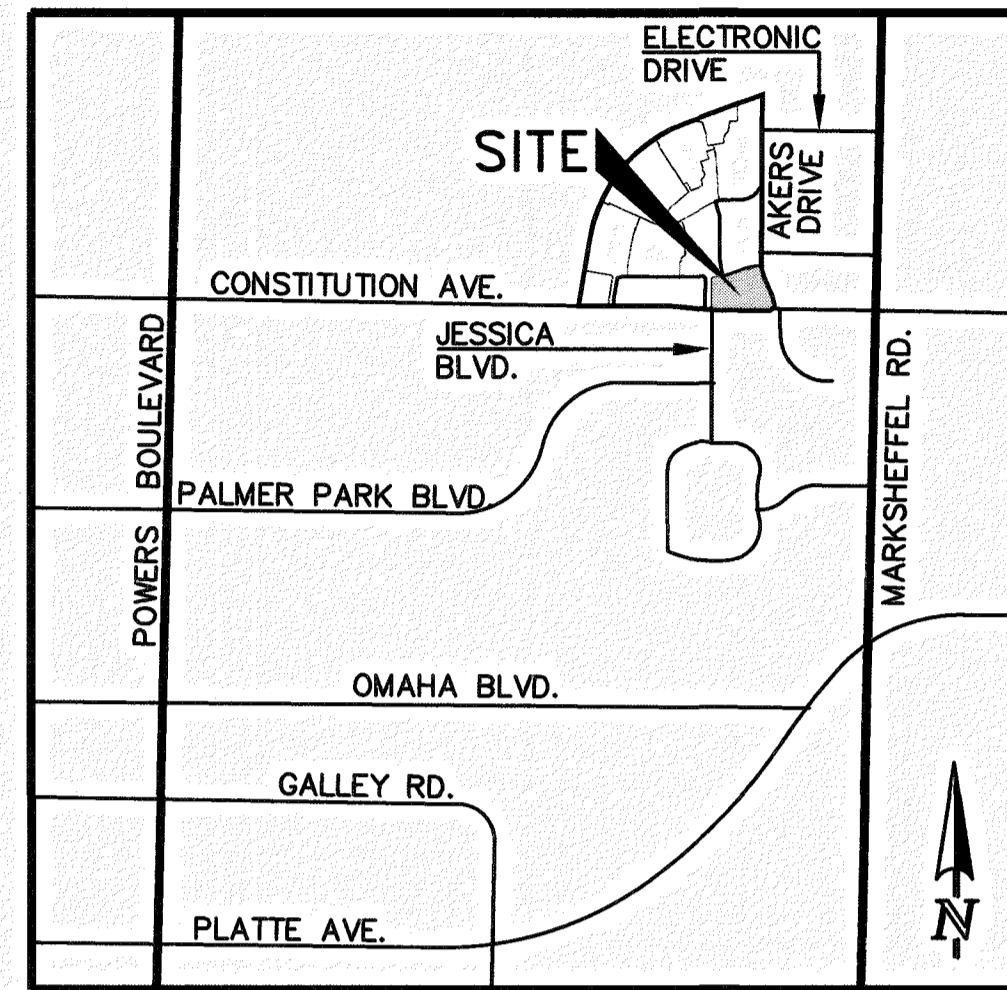 ELECTRONIC
DRIVE
SITE
AKERS
DRIVE
CONSTITUTION AVE.
JESSICA
BLVD.
POWERS BOULEVARD
MARKSHEFFEL RD.
PALMER PARK BLVD.
OMAHA BLVD.
GALLEY RD.
PLATTE AVE.
N